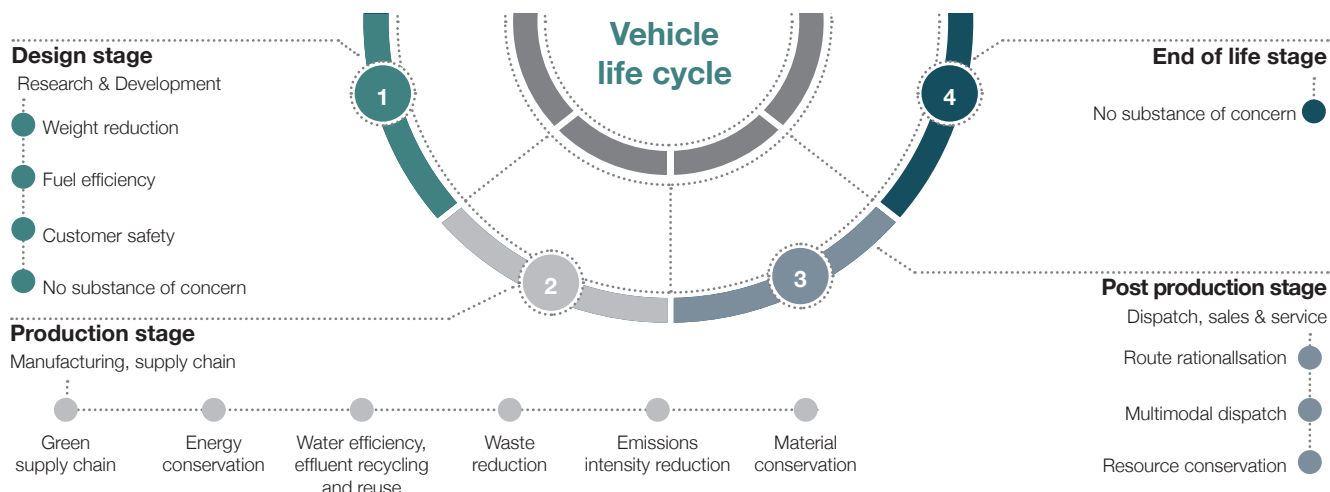 Vehicle
life cycle
1
2
3
4
Design stage
Research & Development
Weight reduction
Fuel efficiency
Customer safety
No substance of concern
Production stage
Manufacturing, supply chain
Green
supply chain
Energy
conservation
Water efficiency,
effluent recycling
and reuse
Waste
reduction
Emissions
intensity reduction
Material
conservation
Post production stage
Dispatch, sales & service
Route rationallsation
Multimodal dispatch
Resource conservation
End of life stage
No substance of concern